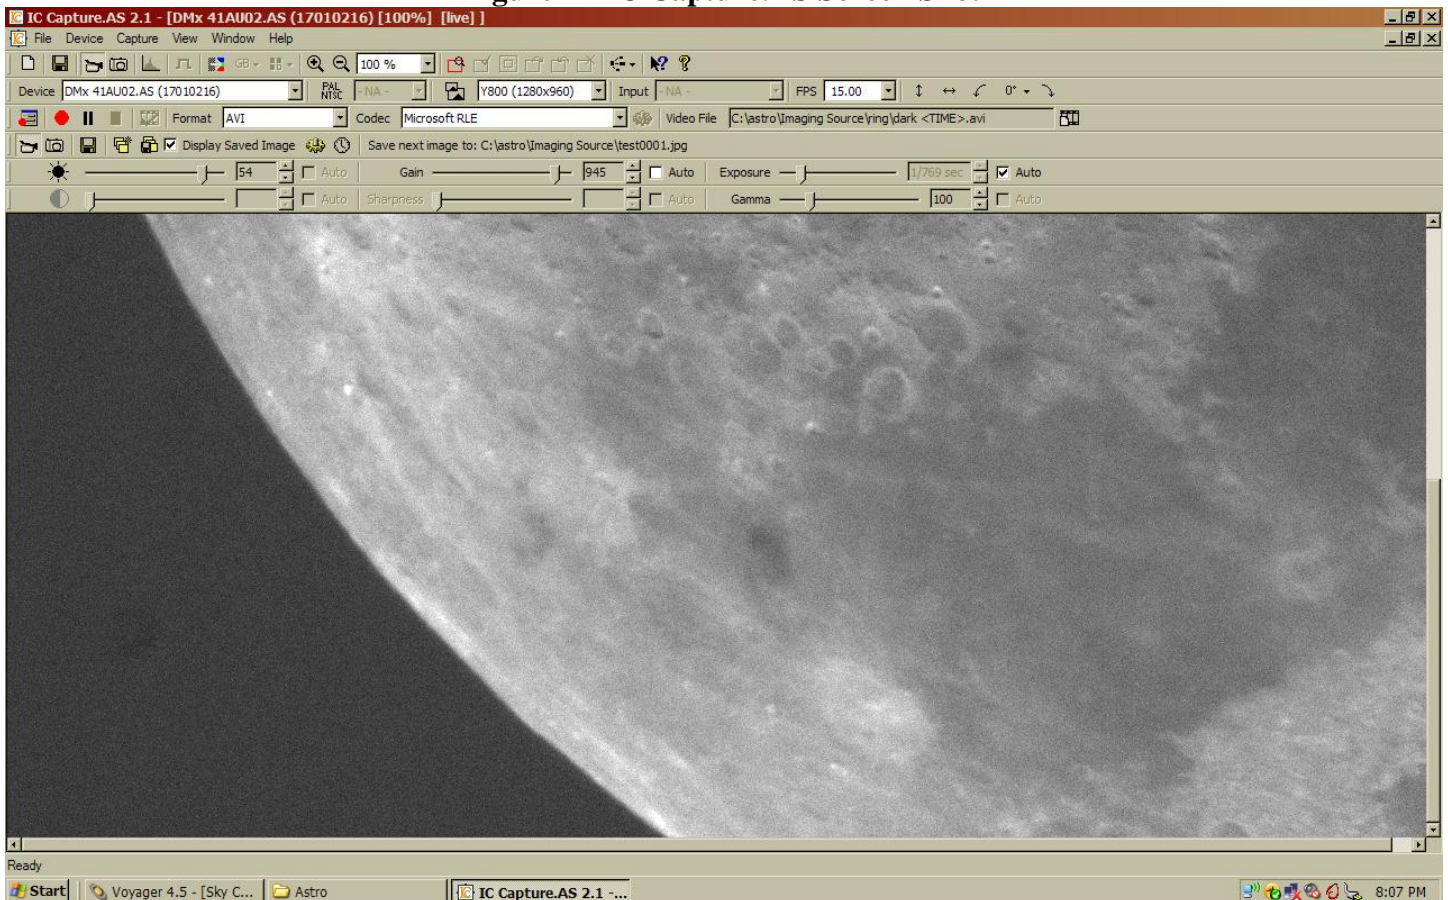 IC Capture.AS 2.1 - [DMx 41AU02.AS (17010216) [100%] [live] ]
File Device Capture View Window Help
GB 100 %
Device DMx 41AU02.AS (17010216) PAL NTSC - NA - Y800 (1280x960) Input - NA - FPS 15.00 0°
Format AVI Codec Microsoft RLE Video File C:\astro\Imaging Source\ring\dark <TIME>.avi
Display Saved Image Save next image to: C:\astro\Imaging Source\test0001.jpg
54 Auto Gain 945 Auto Exposure 1/769 sec Auto
Auto Sharpness Auto Gamma 100 Auto
Ready
Start Voyager 4.5 - [Sky C... Astro IC Capture.AS 2.1 -... 8:07 PM